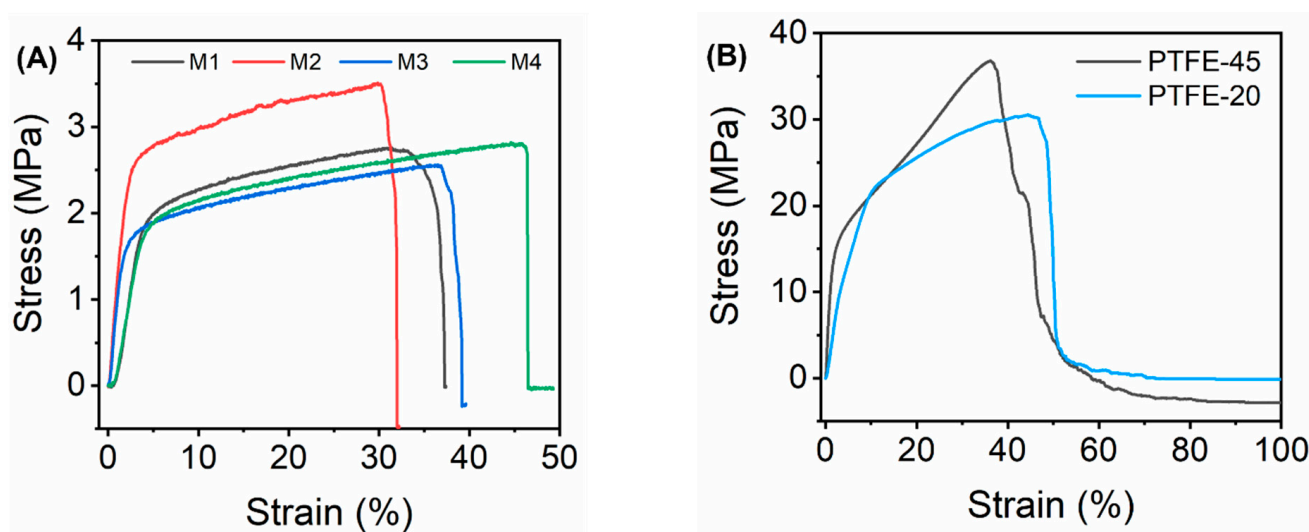 (A)
M1 M2 M3 M4
4
3
2
1
0
Stress (MPa)
0 10 20 30 40 50
Strain (%)
(B)
PTFE-45
PTFE-20
40
30
20
10
0
Stress (MPa)
0 20 40 60 80 100
Strain (%)